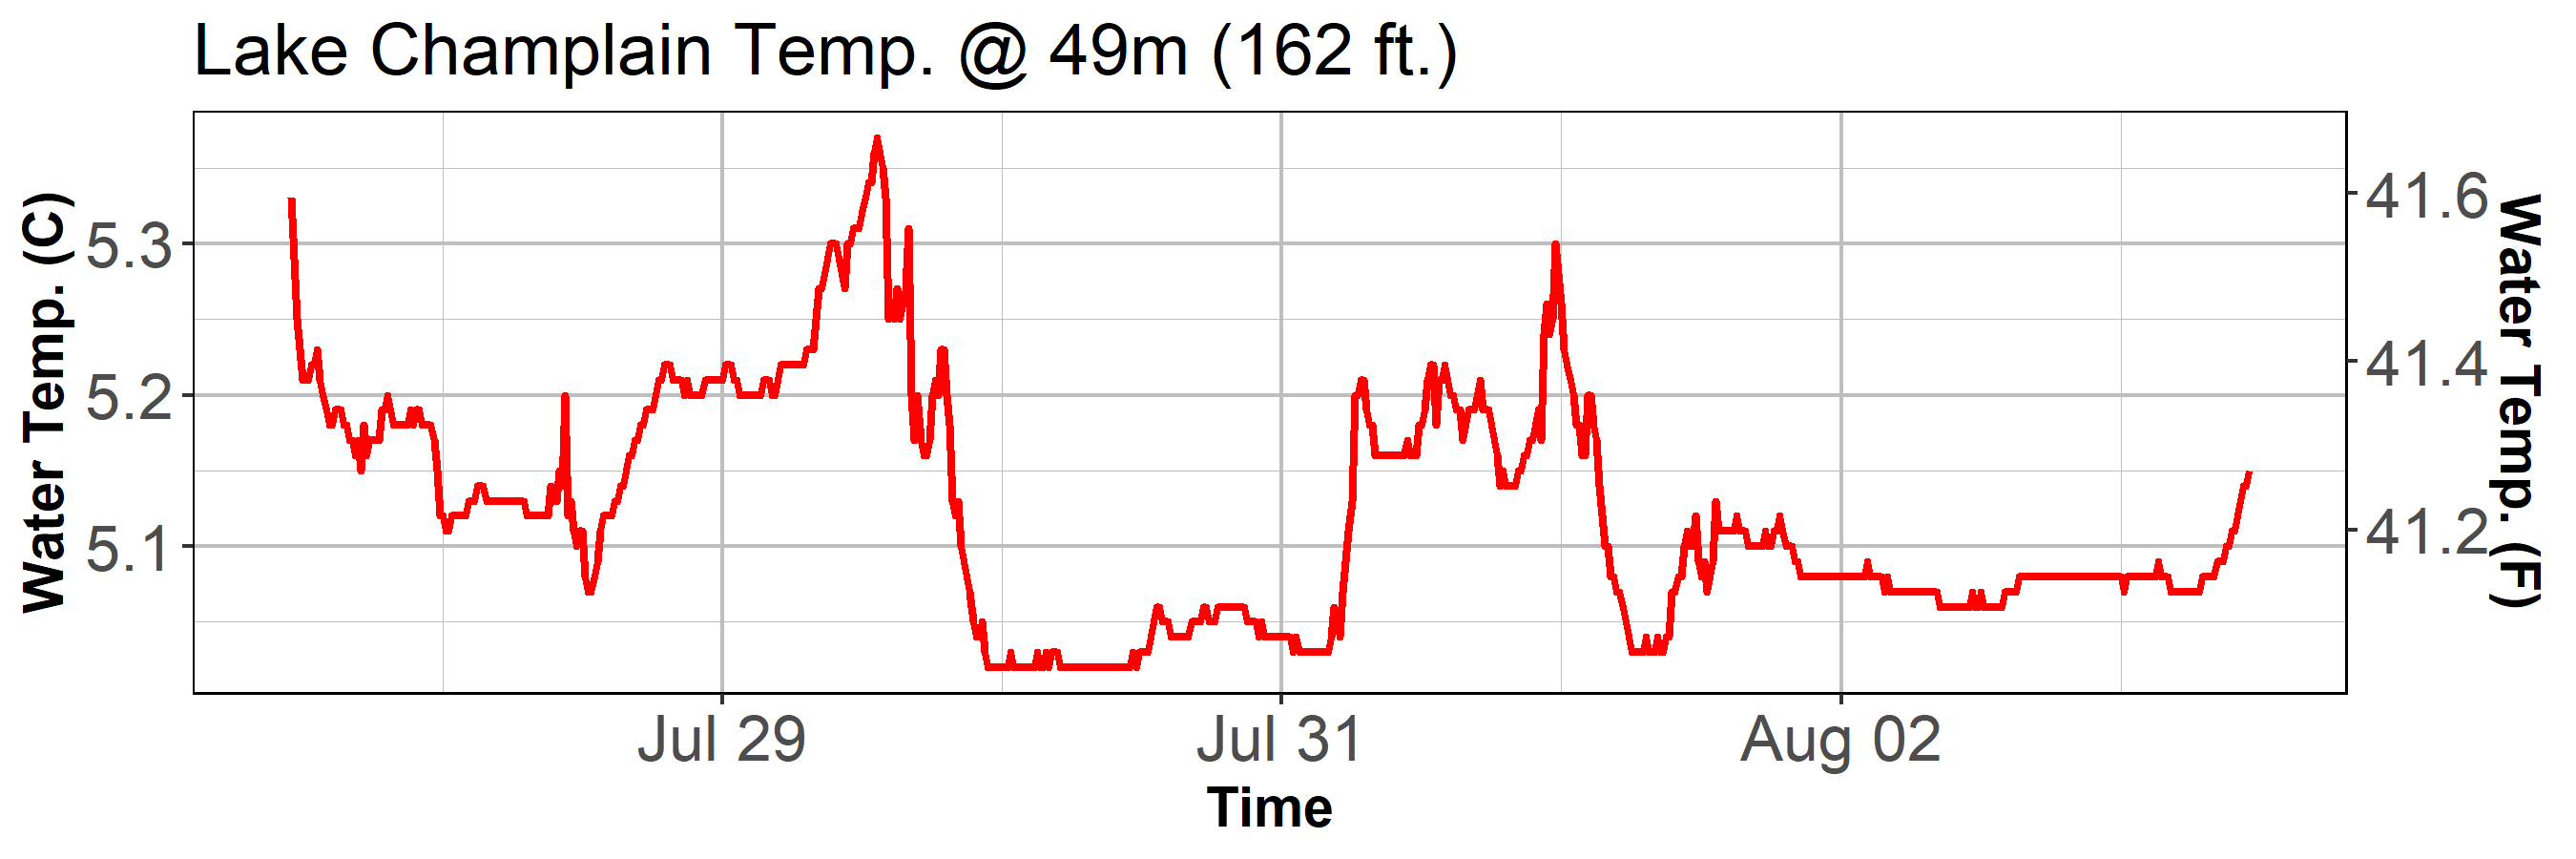 Lake Champlain Temp. @ 49m (162 ft.)
Water Temp. (C)
5.3
5.2
5.1
41.6
41.4
41.2
Water Temp. (F)
Jul 29
Jul 31
Aug 02
Time